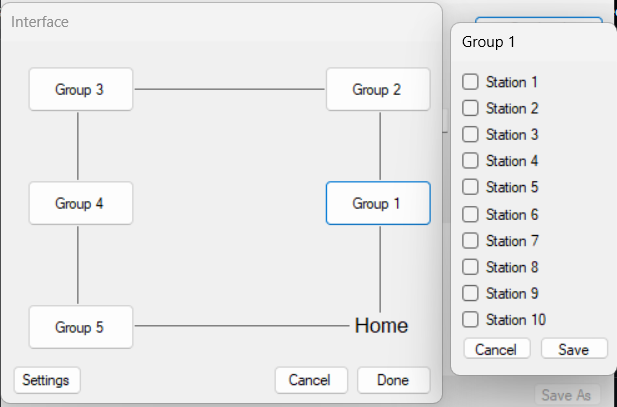 Interface
Group 3
Group 2
Group 4
Group 1
Group 5
Home
Settings
Cancel
Done
Group 1
Station 1
Station 2
Station 3
Station 4
Station 5
Station 6
Station 7
Station 8
Station 9
Station 10
Cancel
Save
Save As